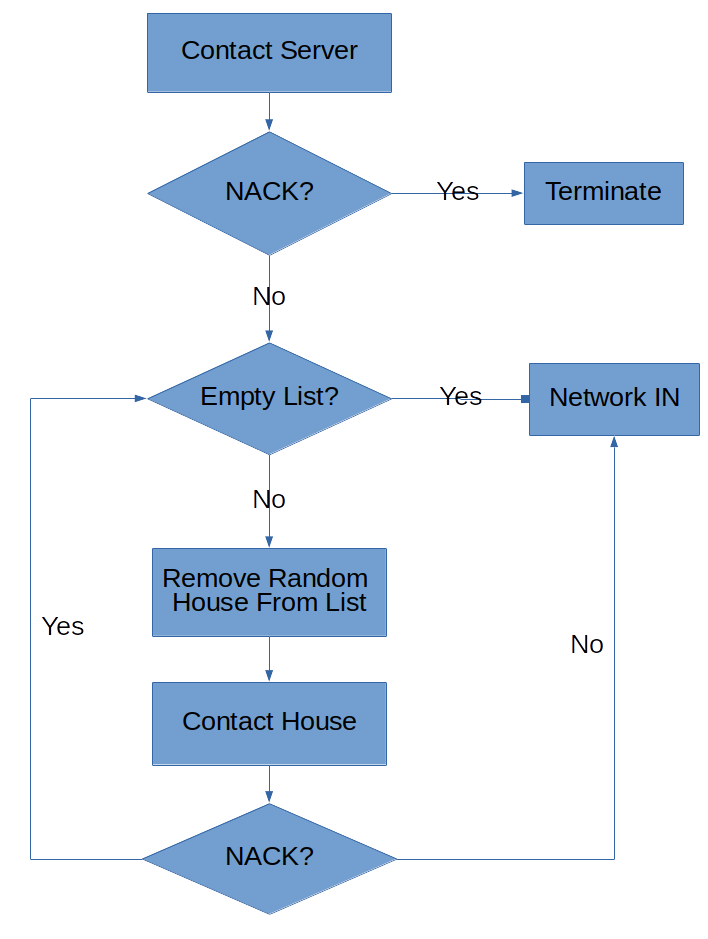 Contact Server
NACK?
Yes
Terminate
No
Empty List?
Yes
Network IN
No
Remove Random
House From List
Yes
No
Contact House
NACK?